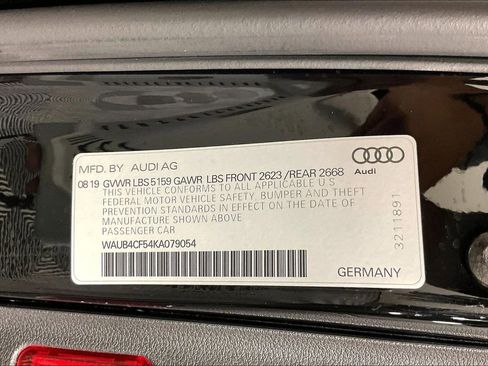 MFD. BY AUDI AG
08 19 GVWR LBS 5159 GAWR LBS FRONT 2623 /REAR 2668
THIS VEHICLE CONFORMS TO ALL APPLICABLE U S
FEDERAL MOTOR VEHICLE SAFETY, BUMPER AND THEFT
PREVENTION STANDARDS IN EFFECT ON THE DATE OF
MANUFACTURE SHOWN ABOVE
PASSENGER CAR
WAUB4CF54KA079054
Audi
3211891
GERMANY